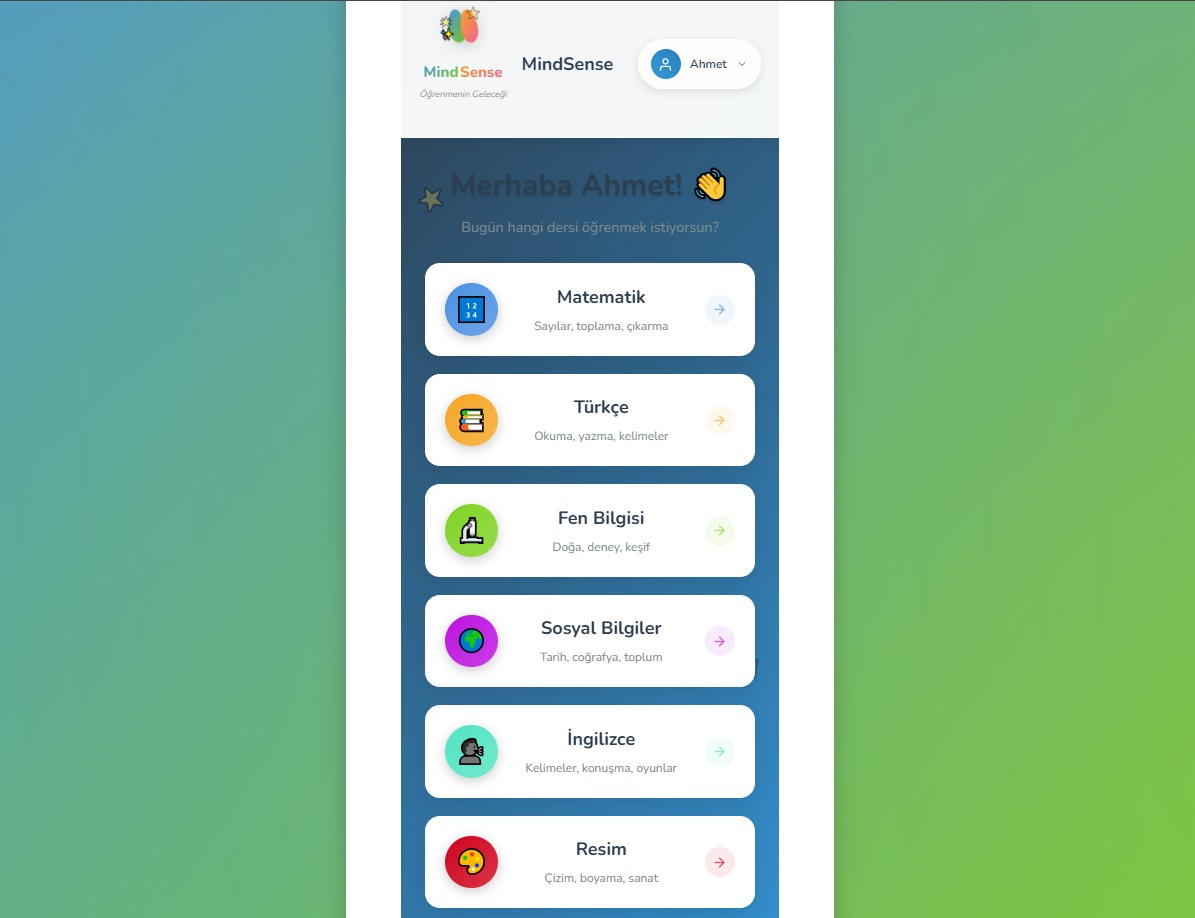 MindSense
Öğrenmenin Geleceği
MindSense
Ahmet
Merhaba Ahmet! 👋
Bugün hangi dersi öğrenmek istiyorsun?
1 2
3 4
Matematik
Sayılar, toplama, çıkarma
Türkçe
Okuma, yazma, kelimeler
Fen Bilgisi
Doğa, deney, keşif
Sosyal Bilgiler
Tarih, coğrafya, toplum
İngilizce
Kelimeler, konuşma, oyunlar
Resim
Çizim, boyama, sanat